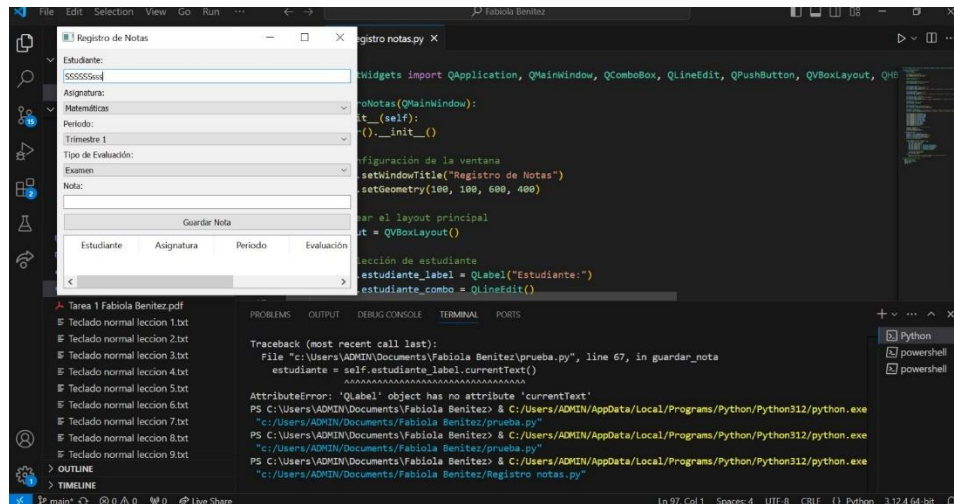 File Edit Selection View Go Run ... Fabiola Benitez
Registro de Notas
Estudiante:
SSSSSSsss
Asignatura:
Matemáticas
Periodo:
Trimestre 1
Tipo de Evaluación:
Examen
Nota:
Guardar Nota
Estudiante Asignatura Periodo Evaluación
egistro notas.py
tWidgets import QApplication, QMainWindow, QComboBox, QLineEdit, QPushButton, QVBoxLayout, QHB
roNotas(QMainWindow):
it__(self):
r().__init__()
nfiguración de la ventana
.setWindowTitle("Registro de Notas")
.setGeometry(100, 100, 600, 400)
ear el layout principal
ut = QVBoxLayout()
lección de estudiante
.estudiante_label = QLabel("Estudiante:")
.estudiante_combo = QLineEdit()
15
2
1
Tarea 1 Fabiola Benitez.pdf
Teclado normal leccion 1.txt
Teclado normal leccion 2.txt
Teclado normal leccion 3.txt
Teclado normal leccion 4.txt
Teclado normal leccion 5.txt
Teclado normal leccion 6.txt
Teclado normal leccion 7.txt
Teclado normal leccion 8.txt
Teclado normal leccion 9.txt
OUTLINE
TIMELINE
PROBLEMS OUTPUT DEBUG CONSOLE TERMINAL PORTS
Traceback (most recent call last):
File "c:\Users\ADMIN\Documents\Fabiola Benitez\prueba.py", line 67, in guardar_nota
estudiante = self.estudiante_label.currentText()
^^^^^^^^^^^^^^^^^^^^^^^^^^^^^^^^^
AttributeError: 'QLabel' object has no attribute 'currentText'
PS C:\Users\ADMIN\Documents\Fabiola Benitez> & C:/Users/ADMIN/AppData/Local/Programs/Python/Python312/python.exe
"c:/Users/ADMIN/Documents/Fabiola Benitez/prueba.py"
PS C:\Users\ADMIN\Documents\Fabiola Benitez> & C:/Users/ADMIN/AppData/Local/Programs/Python/Python312/python.exe
"c:/Users/ADMIN/Documents/Fabiola Benitez/prueba.py"
PS C:\Users\ADMIN\Documents\Fabiola Benitez> & C:/Users/ADMIN/AppData/Local/Programs/Python/Python312/python.exe
"c:/Users/ADMIN/Documents/Fabiola Benitez/Registro notas.py"
Python
powershell
powershell
main* 0 0 0 Live Share Ln 97, Col 1 Spaces: 4 UTF-8 CRLF {} Python 3.12.4 64-bit